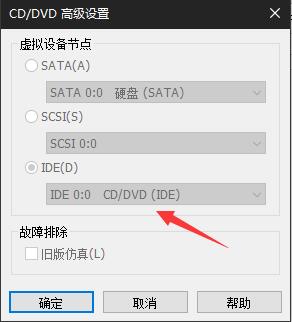 CD/DVD 高级设置
虚拟设备节点
SATA(A)
SATA 0:0 硬盘 (SATA)
SCSI(S)
SCSI 0:0
IDE(D)
IDE 0:0 CD/DVD (IDE)
故障排除
旧版仿真(L)
确定 取消 帮助